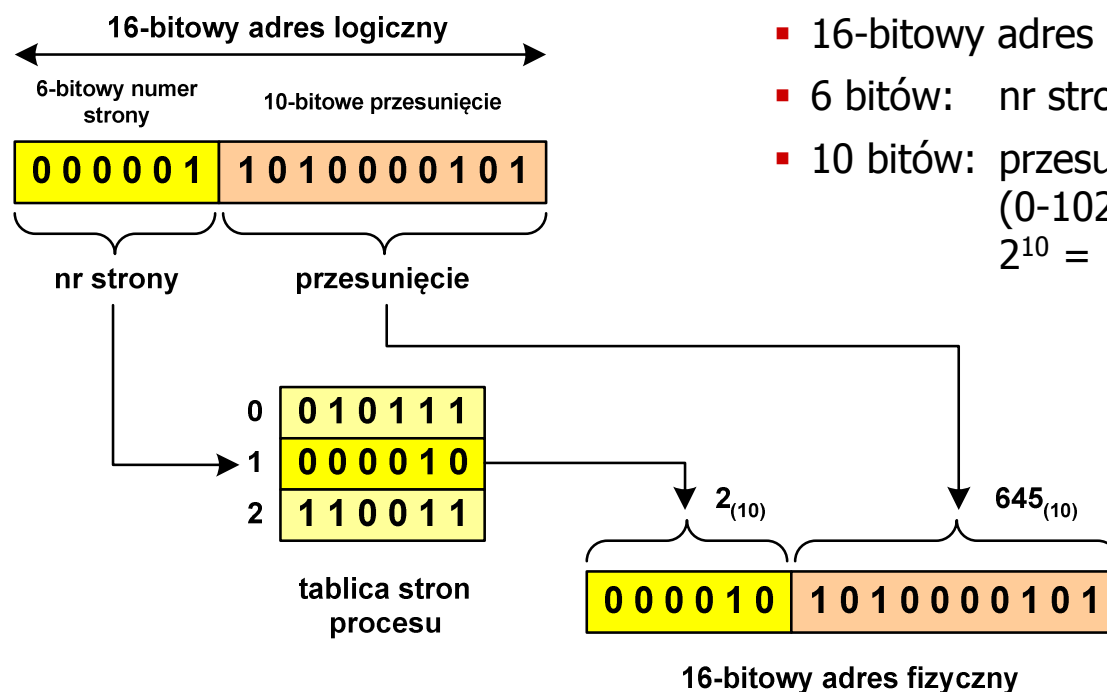 16-bitowy adres logiczny
6-bitowy numer
strony
10-bitowe przesunięcie
0 0 0 0 0 1 1 0 1 0 0 0 0 1 0 1
nr strony
przesunięcie
16-bitowy adres
6 bitów: nr
10 bitów:
2¹⁰ =
0 0 1 0 1 1 1
1 0 0 0 0 1 0
2 1 1 0 0 1 1
tablica stron
procesu
2(10)
645(10)
0 0 0 0 1 0 1 0 1 0 0 0 0 1 0 1
16-bitowy adres fizyczny